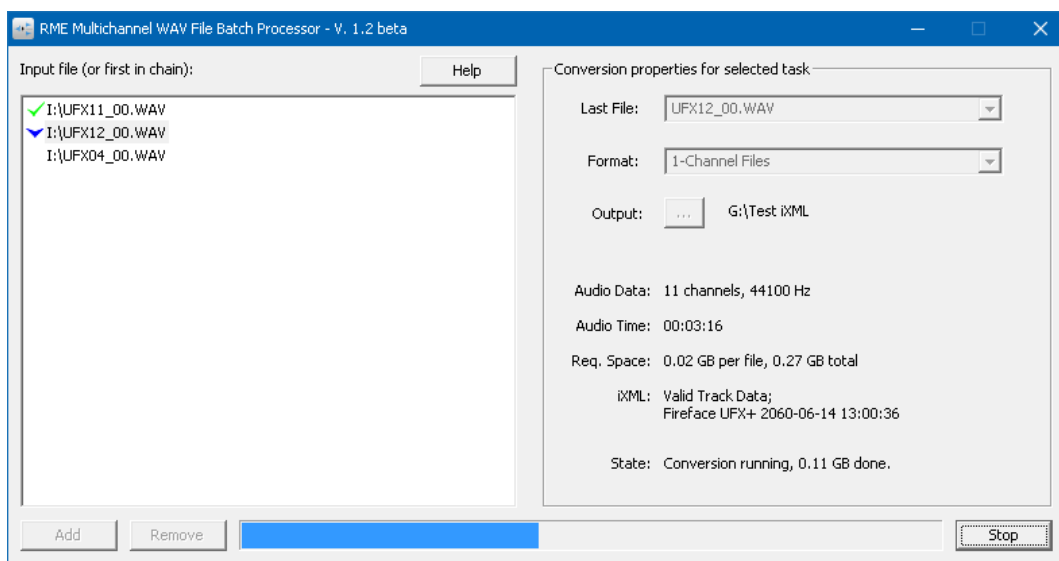 RME Multichannel WAV File Batch Processor - V. 1.2 beta
Input file (or first in chain):
Help
I:\UFX11_00.WAV
I:\UFX12_00.WAV
I:\UFX04_00.WAV
Conversion properties for selected task
Last File: UFX12_00.WAV
Format: 1-Channel Files
Output: ... G:\Test iXML
Audio Data: 11 channels, 44100 Hz
Audio Time: 00:03:16
Req. Space: 0.02 GB per file, 0.27 GB total
iXML: Valid Track Data;
Fireface UFX+ 2060-06-14 13:00:36
State: Conversion running, 0.11 GB done.
Add Remove Stop